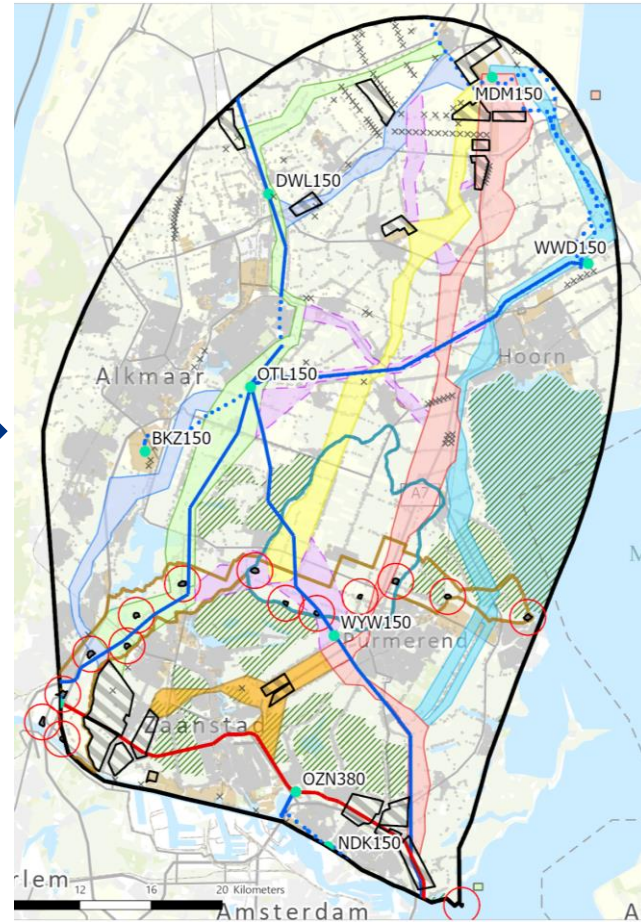 MDM150
DWL150
WWD150
Hoorn
OTL150
Alkmaar
BKZ150
A7
WYW150
Purmerend
Zaanstad
OZN380
NDK150
rlem
12 16 20 Kilometers
Amsterdam
A